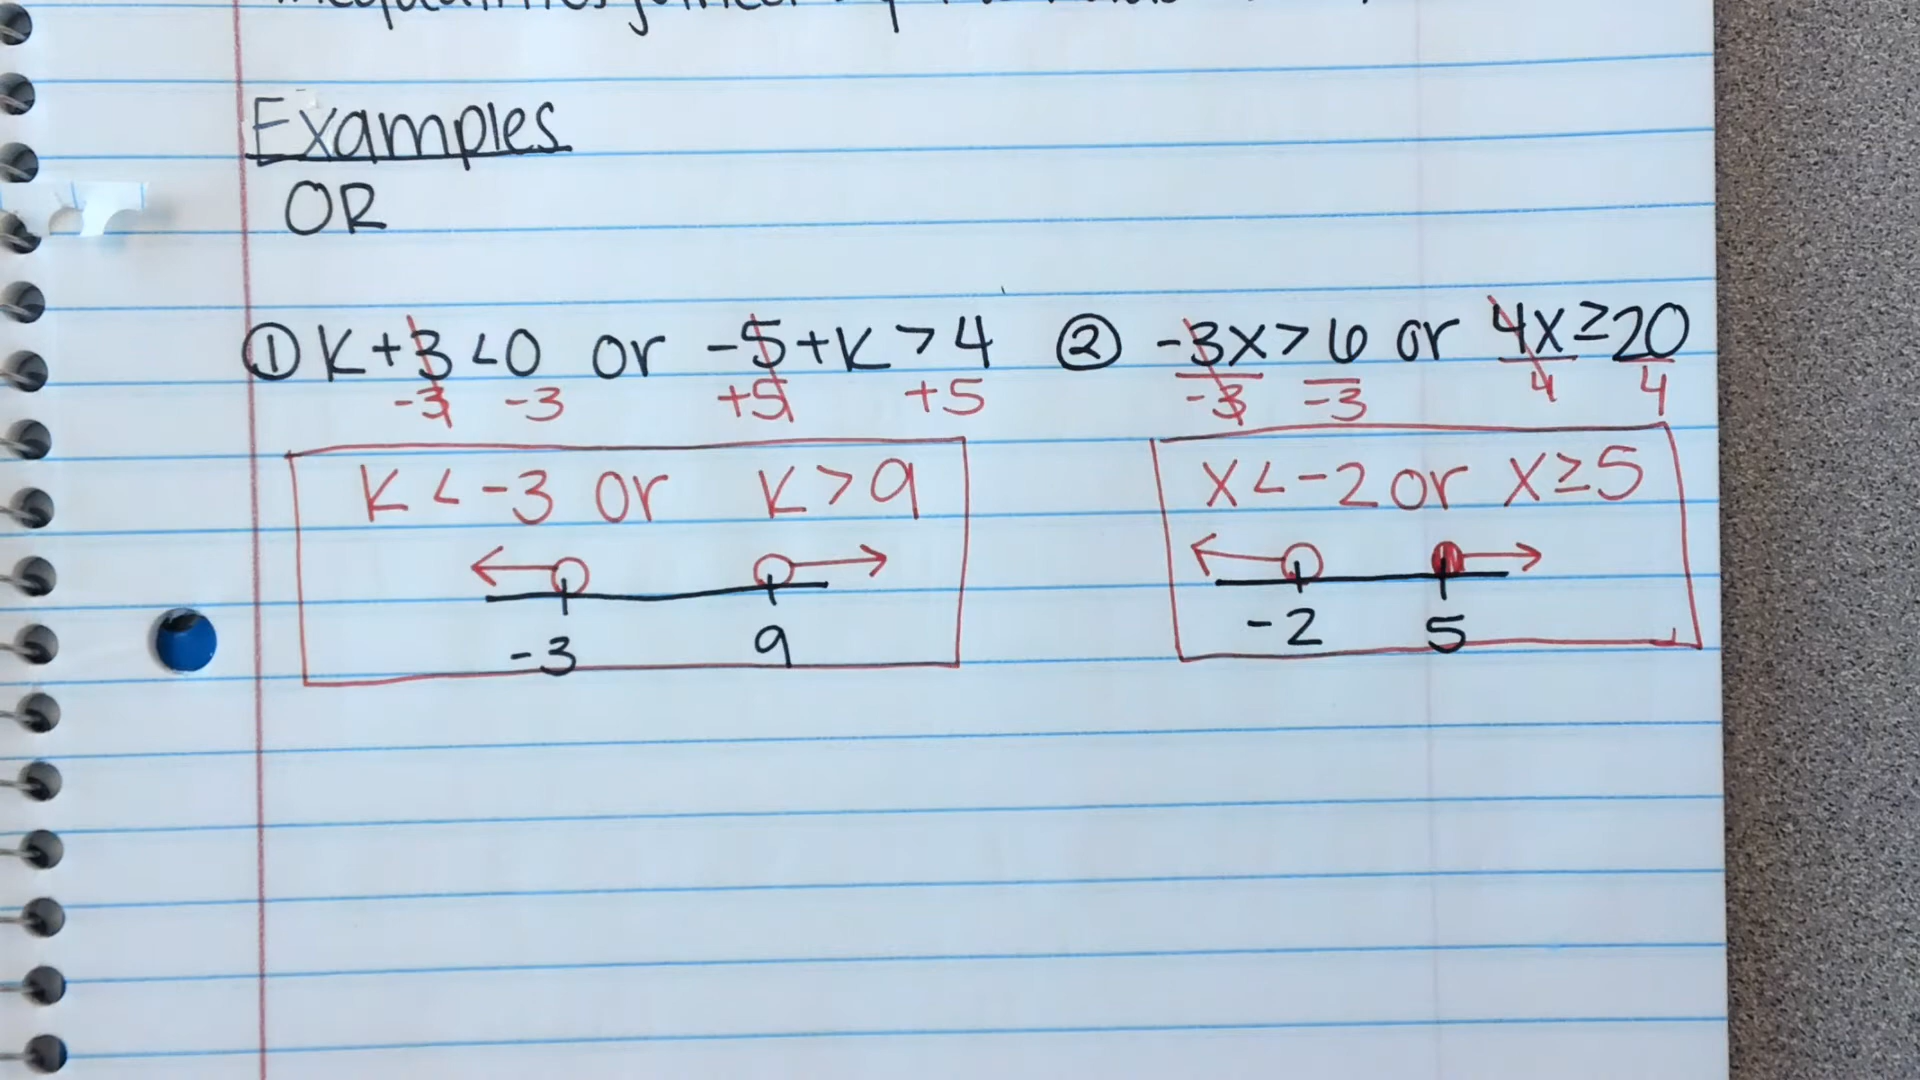 Examples
OR
① K+3<0 or -5+K>4 ② -3x>6 or 4x≥20
-3 -3 +5 +5 -3 -3 4 4
K<-3 or K>9 x<-2 or x≥5
-3 9 -2 5